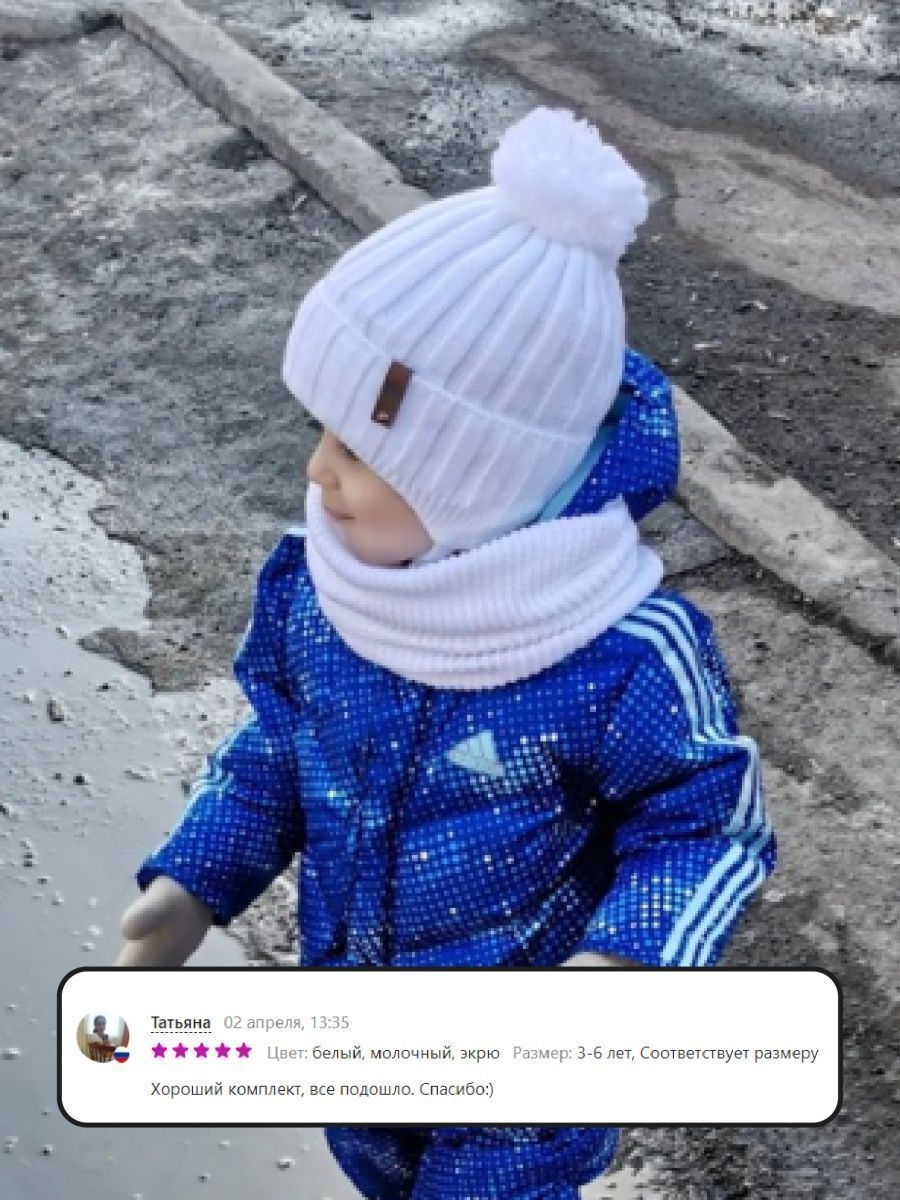 Татьяна 02 апреля, 13:35
Цвет: белый, молочный, экрю Размер: 3-6 лет, Соответствует размеру
Хороший комплект, все подошло. Спасибо:)